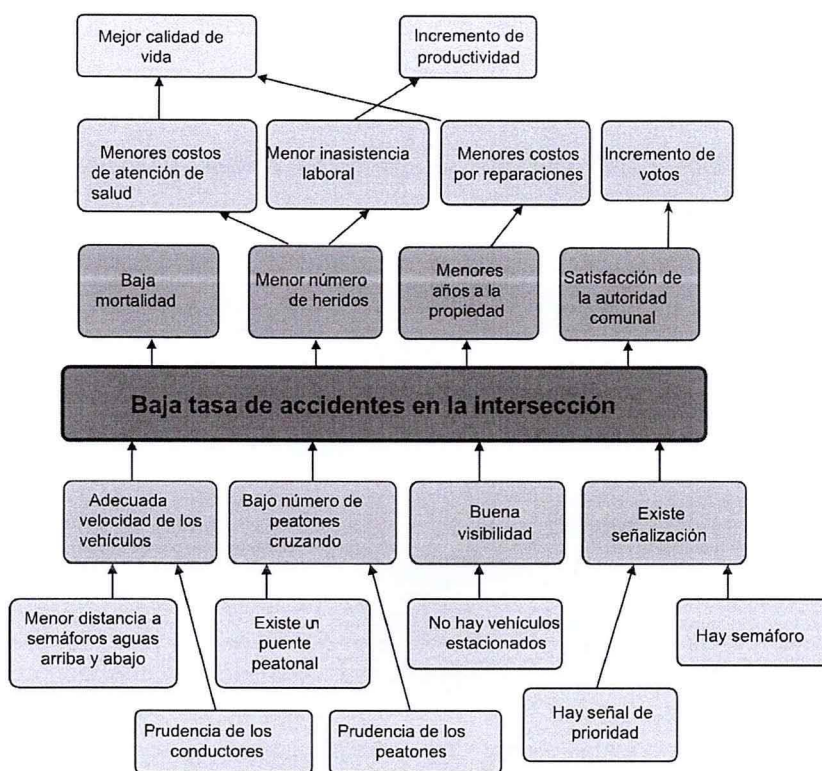 Mejor calidad de
vida
Incremento de
productividad
Menores costos
de atención de
salud
Menor inasistencia
laboral
Menores costos
por reparaciones
Incremento de
votos
Baja
mortalidad
Menor número
de heridos
Menores
años a la
propiedad
Satisfacción de
la autoridad
comunal
Baja tasa de accidentes en la intersección
Adecuada
velocidad de los
vehículos
Bajo número de
peatones
cruzando
Buena
visibilidad
Existe
señalización
Menor distancia a
semáforos aguas
arriba y abajo
Existe un
puente
peatonal
No hay vehículos
estacionados
Hay semáforo
Prudencia de los
conductores
Prudencia de los
peatones
Hay señal de
prioridad